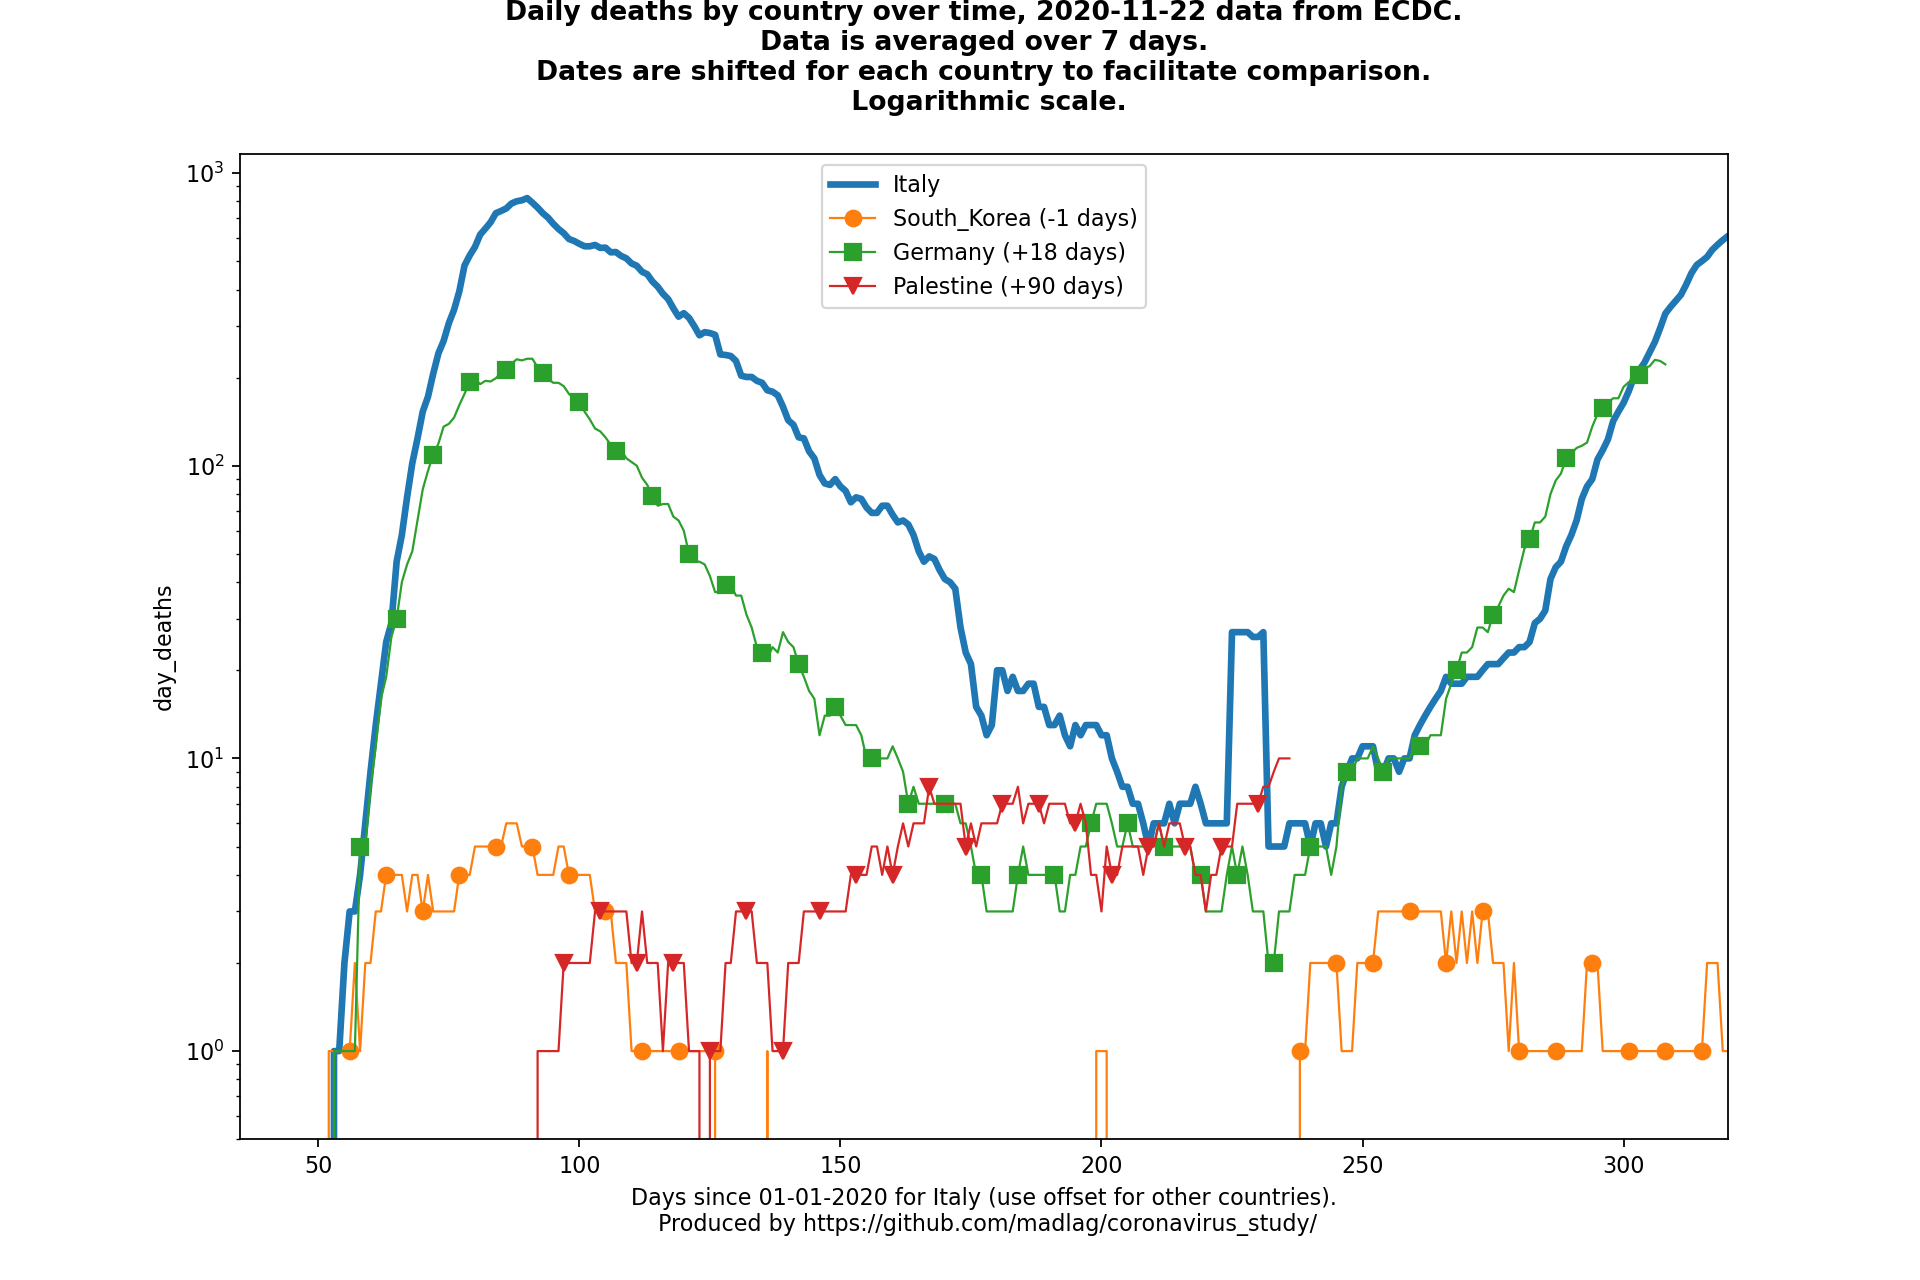 Daily deaths by country over time, 2020-11-22 data from ECDC.
Data is averaged over 7 days.
Dates are shifted for each country to facilitate comparison.
Logarithmic scale.
10³
10²
10¹
10⁰
day_deaths
Italy
South_Korea (-1 days)
Germany (+18 days)
Palestine (+90 days)
50 100 150 200 250 300
Days since 01-01-2020 for Italy (use offset for other countries).
Produced by https://github.com/madlag/coronavirus_study/